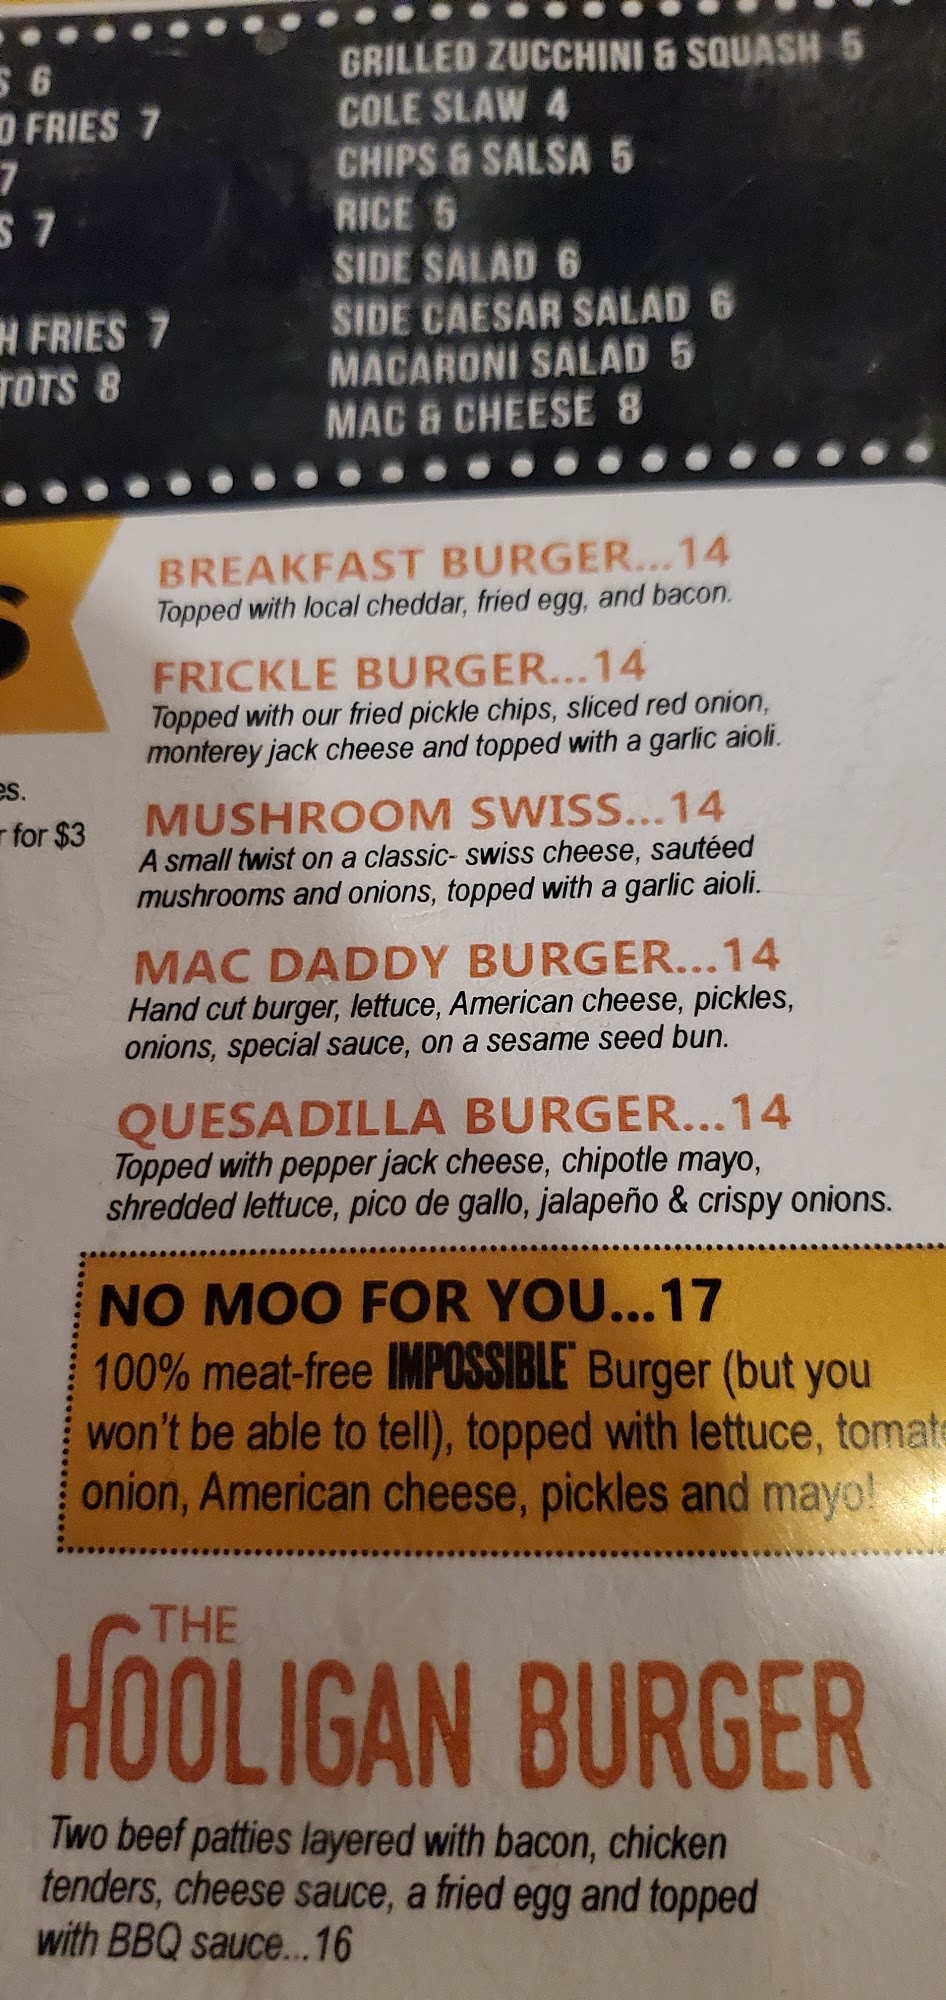 S 6
O FRIES 7
7
S 7
H FRIES 7
TOTS 8
GRILLED ZUCCHINI & SQUASH 5
COLE SLAW 4
CHIPS & SALSA 5
RICE 5
SIDE SALAD 6
SIDE CAESAR SALAD 6
MACARONI SALAD 5
MAC & CHEESE 8
S
es.
r for $3
BREAKFAST BURGER...14
Topped with local cheddar, fried egg, and bacon.
FRICKLE BURGER...14
Topped with our fried pickle chips, sliced red onion,
monterey jack cheese and topped with a garlic aioli.
MUSHROOM SWISS...14
A small twist on a classic- swiss cheese, sautéed
mushrooms and onions, topped with a garlic aioli.
MAC DADDY BURGER...14
Hand cut burger, lettuce, American cheese, pickles,
onions, special sauce, on a sesame seed bun.
QUESADILLA BURGER...14
Topped with pepper jack cheese, chipotle mayo,
shredded lettuce, pico de gallo, jalapeño & crispy onions.
NO MOO FOR YOU...17
100% meat-free IMPOSSIBLE™ Burger (but you
won't be able to tell), topped with lettuce, tomat
onion, American cheese, pickles and mayo!
THE
HOOLIGAN BURGER
Two beef patties layered with bacon, chicken
tenders, cheese sauce, a fried egg and topped
with BBQ sauce...16